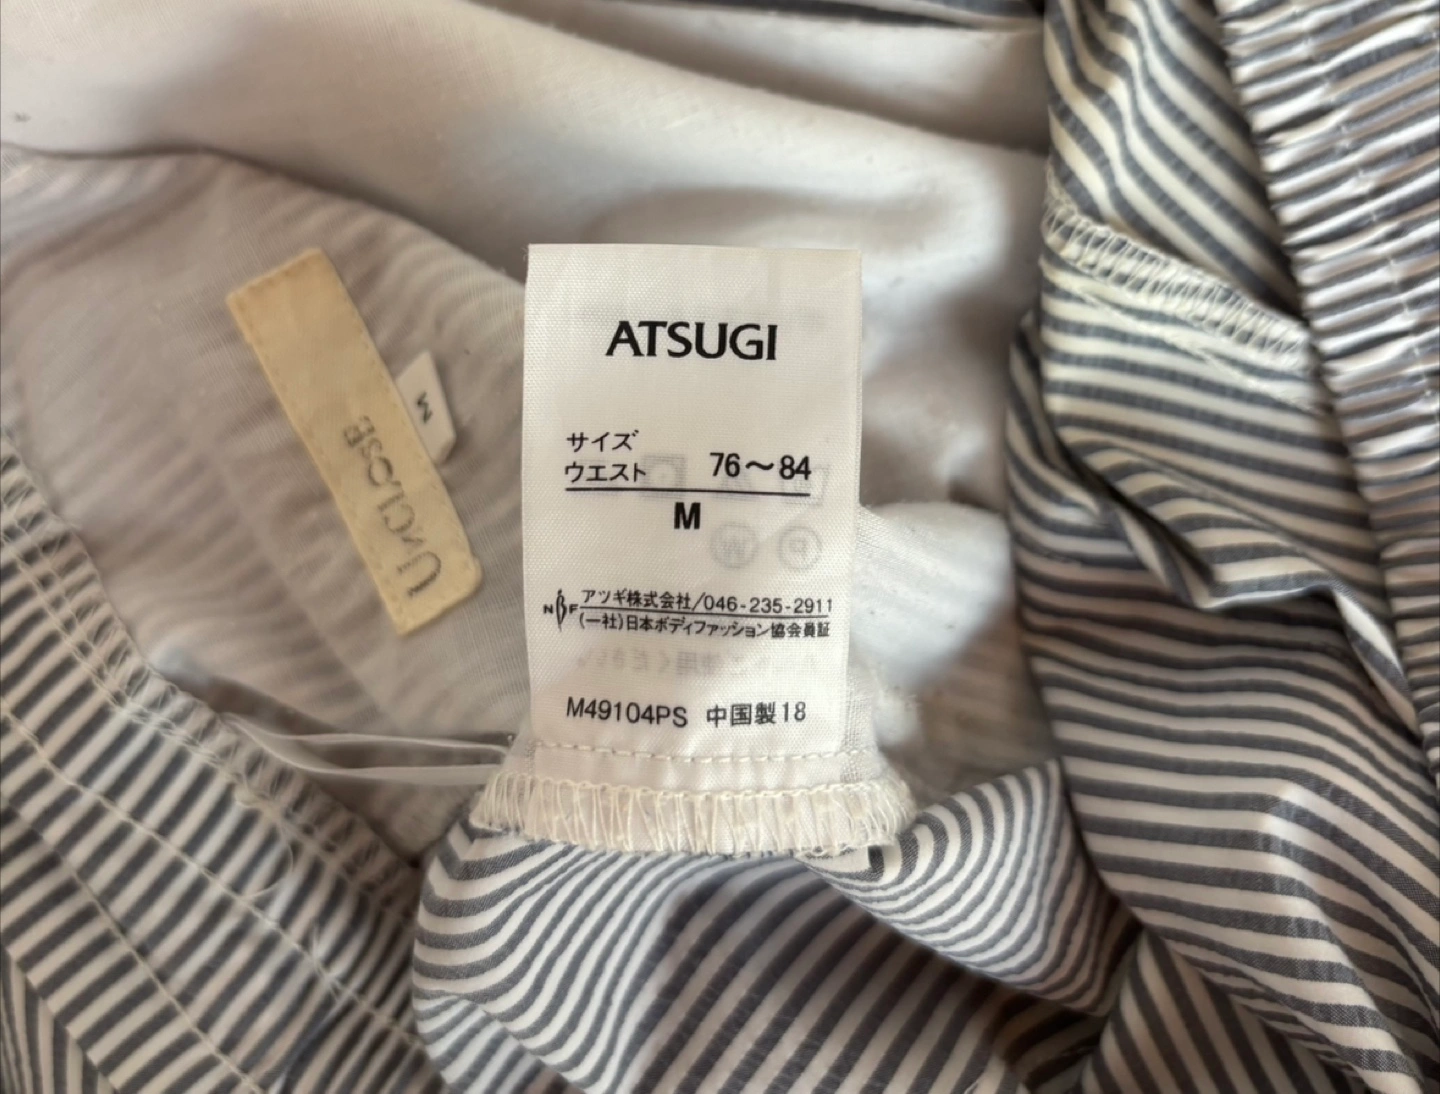 ATSUGI
サイズ
ウエスト 76～84
M
NBF アツギ株式会社/046-235-2911
(一社)日本ボディファッション協会員証
M49104PS 中国製18
M